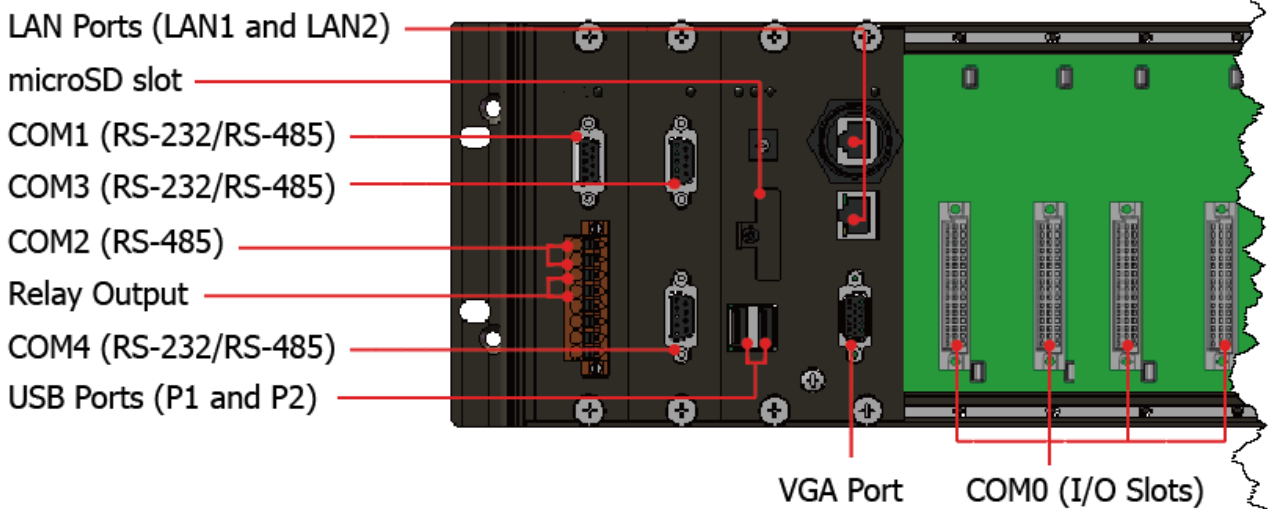 LAN Ports (LAN1 and LAN2)
microSD slot
COM1 (RS-232/RS-485)
COM3 (RS-232/RS-485)
COM2 (RS-485)
Relay Output
COM4 (RS-232/RS-485)
USB Ports (P1 and P2)
VGA Port
COM0 (I/O Slots)